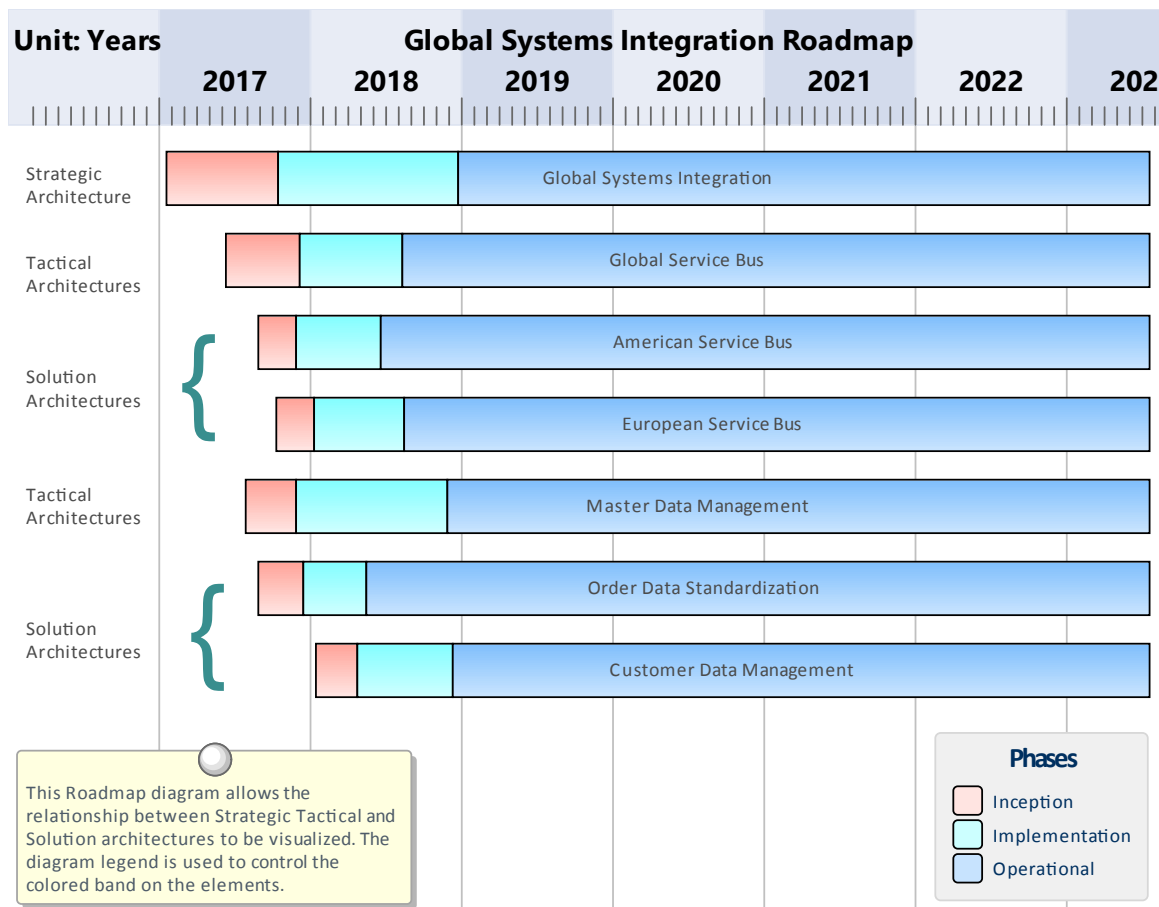 Unit: Years
Global Systems Integration Roadmap
2017 2018 2019 2020 2021 2022 202
Strategic
Architecture
Global Systems Integration
Tactical
Architectures
Global Service Bus
American Service Bus
Solution
Architectures
European Service Bus
Tactical
Architectures
Master Data Management
Order Data Standardization
Solution
Architectures
Customer Data Management
This Roadmap diagram allows the
relationship between Strategic Tactical and
Solution architectures to be visualized. The
diagram legend is used to control the
colored band on the elements.
Phases
Inception
Implementation
Operational